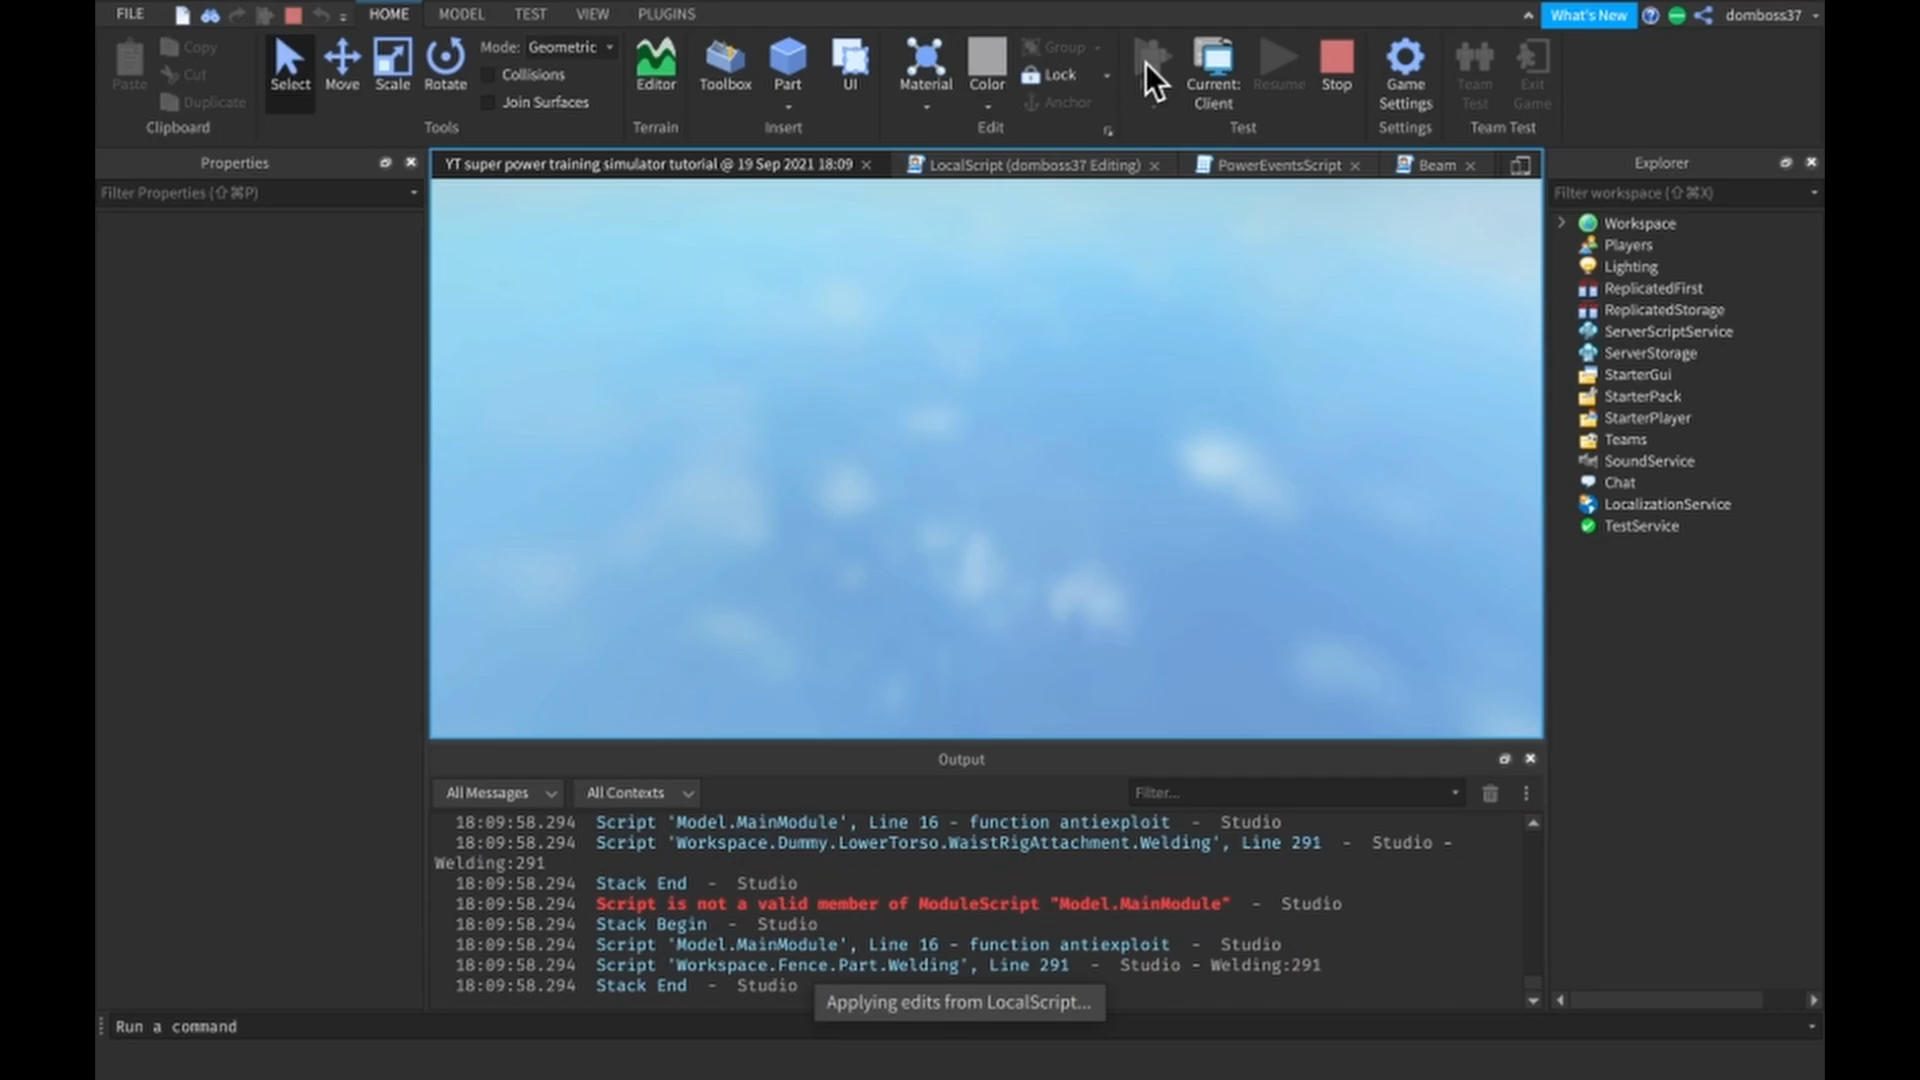 FILE HOME MODEL TEST VIEW PLUGINS What's New domboss37
Paste Copy Cut Duplicate
Clipboard
Select Move Scale Rotate
Mode: Geometric
Collisions
Join Surfaces
Tools
Editor
Terrain
Toolbox Part UI
Insert
Material Color
Group
Lock
Anchor
Edit
Current: Client Resume Stop
Test
Game Settings
Settings
Team Test Exit Game
Team Test
Properties
Filter Properties (⇧⌘P)
YT super power training simulator tutorial @ 19 Sep 2021 18:09 × LocalScript (domboss37 Editing) × PowerEventsScript × Beam ×
Explorer
Filter workspace (⇧⌘X)
Workspace
Players
Lighting
ReplicatedFirst
ReplicatedStorage
ServerScriptService
ServerStorage
StarterGui
StarterPack
StarterPlayer
Teams
SoundService
Chat
LocalizationService
TestService
Output
All Messages All Contexts Filter...
18:09:58.294 Script 'Model.MainModule', Line 16 - function antiexploit - Studio
18:09:58.294 Script 'Workspace.Dummy.LowerTorso.WaistRigAttachment.Welding', Line 291 - Studio -
Welding:291
18:09:58.294 Stack End - Studio
18:09:58.294 Script is not a valid member of ModuleScript "Model.MainModule" - Studio
18:09:58.294 Stack Begin - Studio
18:09:58.294 Script 'Model.MainModule', Line 16 - function antiexploit - Studio
18:09:58.294 Script 'Workspace.Fence.Part.Welding', Line 291 - Studio - Welding:291
18:09:58.294 Stack End - Studio
Applying edits from LocalScript...
Run a command